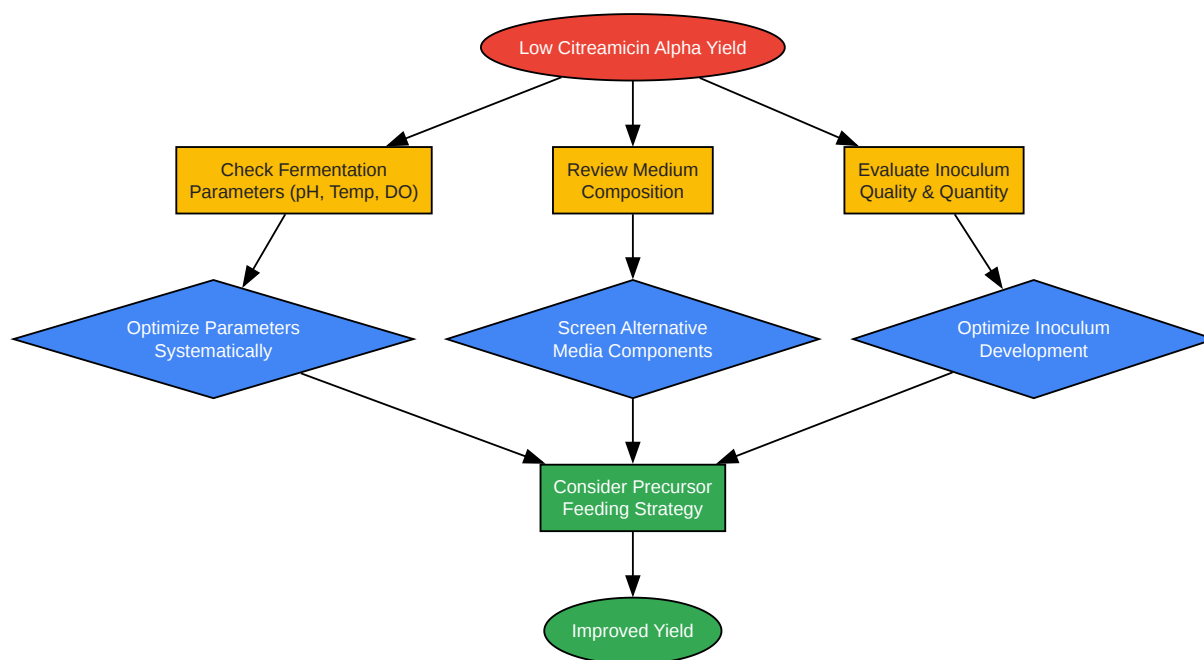 Low Citreamicin Alpha Yield
Check Fermentation
Parameters (pH, Temp, DO)
Review Medium
Composition
Evaluate Inoculum
Quality & Quantity
Optimize Parameters
Systematically
Screen Alternative
Media Components
Optimize Inoculum
Development
Consider Precursor
Feeding Strategy
Improved Yield